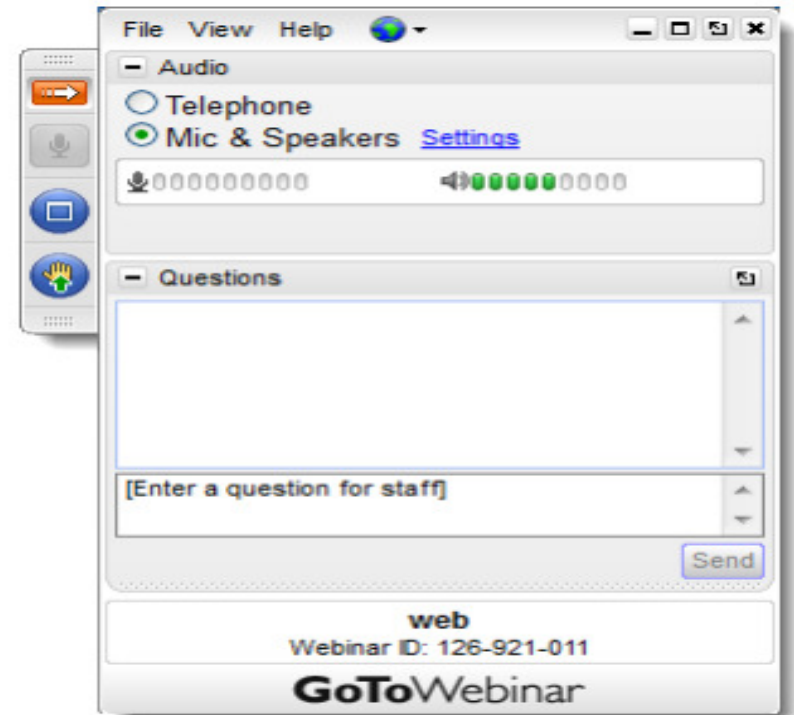 File View Help
Audio
Telephone
Mic & Speakers Settings
Questions
[Enter a question for staff]
Send
web
Webinar ID: 126-921-011
GoToWebinar